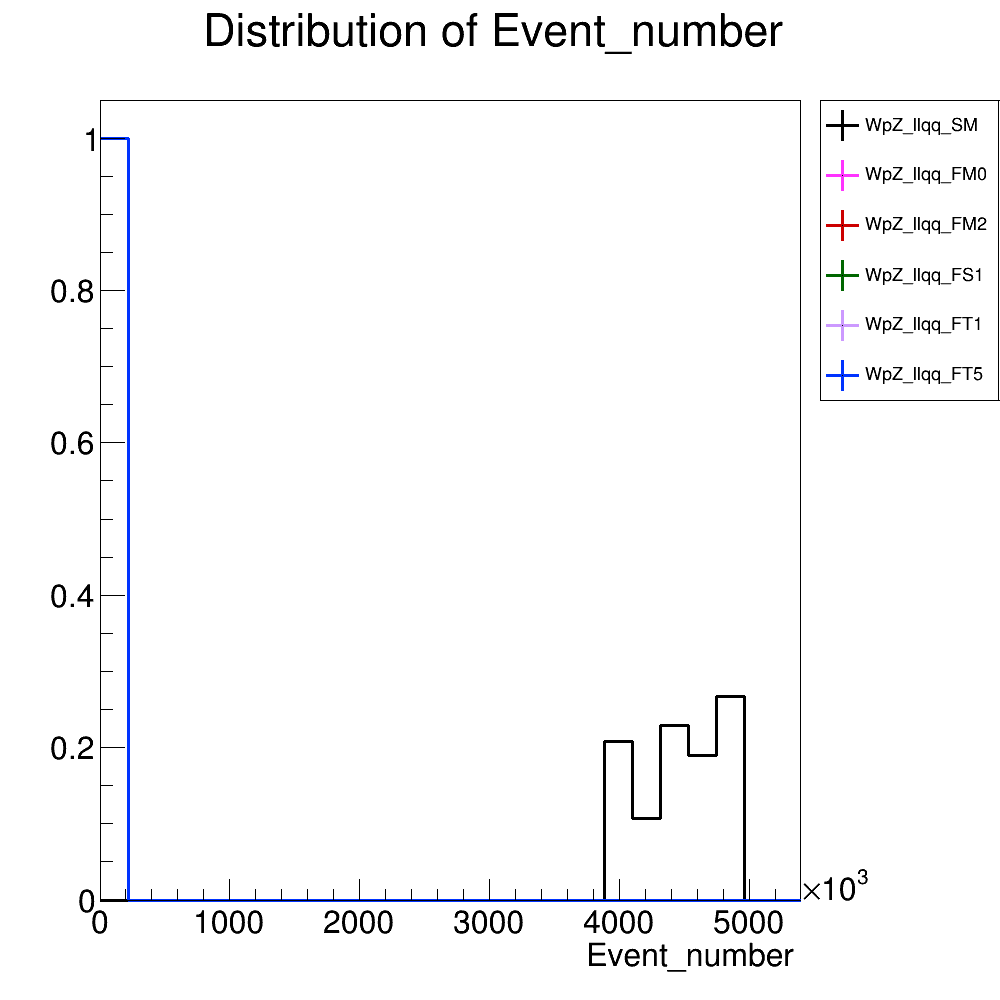 Distribution of Event_number
WpZ_llqq_SM
WpZ_llqq_FM0
WpZ_llqq_FM2
WpZ_llqq_FS1
WpZ_llqq_FT1
WpZ_llqq_FT5
1
0.8
0.6
0.4
0.2
0
0 1000 2000 3000 4000 5000 ×10³
Event_number